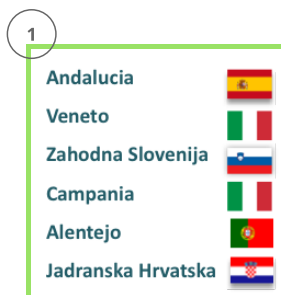 1
Andalucia
Veneto
Zahodna Slovenija
Campania
Alentejo
Jadranska Hrvatska